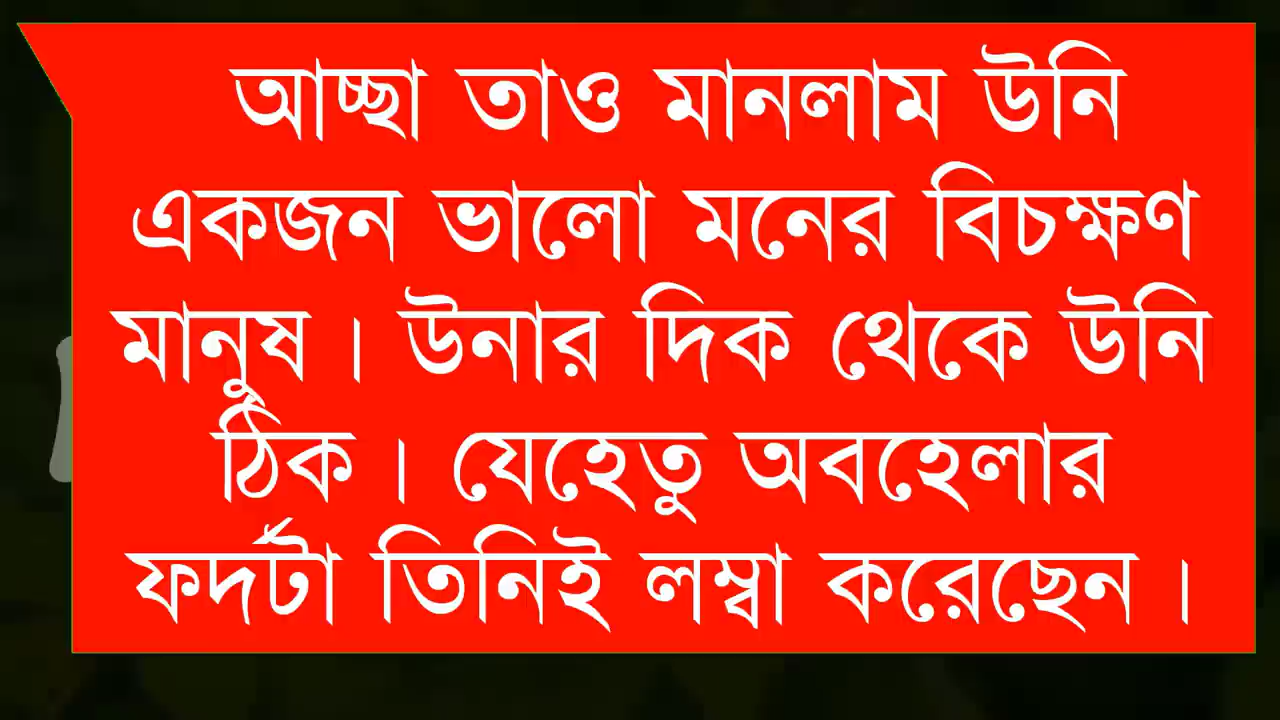 আচ্ছা তাও মানলাম উনি
একজন ভালো মনের বিচক্ষণ
মানুষ। উনার দিক থেকে উনি
ঠিক। যেহেতু অবহেলার
ফর্দটা তিনিই লম্বা করেছেন।